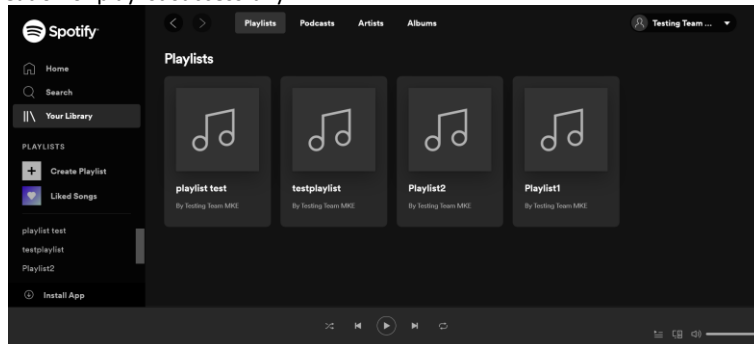 Spotify
Playlists Podcasts Artists Albums
Testing Team ...
Home
Search
Your Library
PLAYLISTS
Create Playlist
Liked Songs
playlist test
testplaylist
Playlist2
Install App
Playlists
playlist test
By Testing Team MKE
testplaylist
By Testing Team MKE
Playlist2
By Testing Team MKE
Playlist1
By Testing Team MKE